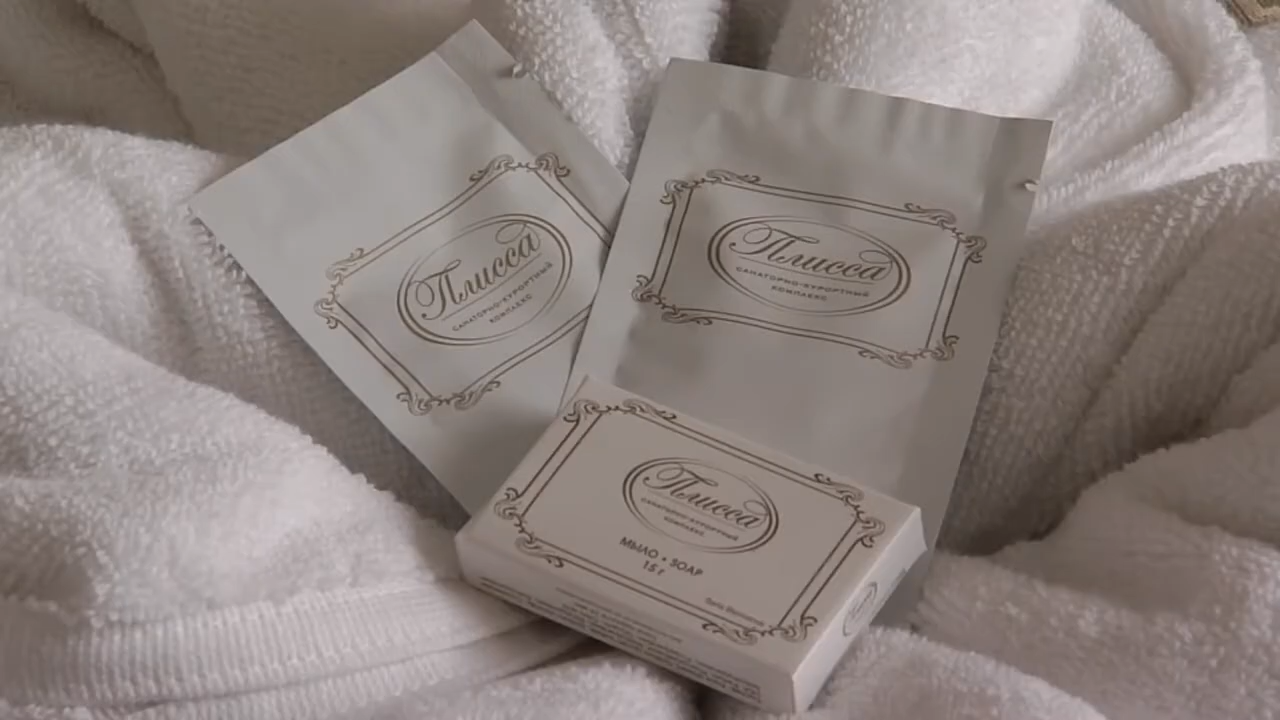 Плисса
САНАТОРНО-КУРОРТНЫЙ
КОМПЛЕКС
Плисса
САНАТОРНО-КУРОРТНЫЙ
КОМПЛЕКС
Плисса
САНАТОРНО-КУРОРТНЫЙ
КОМПЛЕКС
МЫЛО • SOAP
15 г